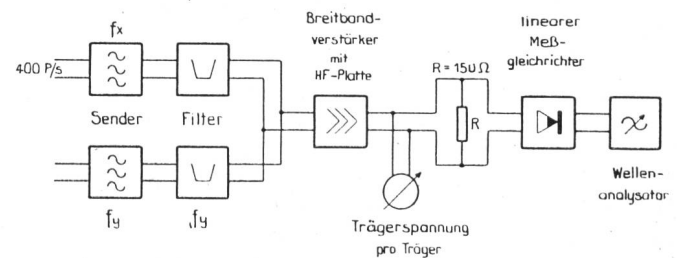 fx
400 P/s
Sender
Filter
fy
fy
Breitband-
verstärker
mit
HF-Platte
R = 150 Ω
R
Trägerspannung
pro Träger
linearer
Meß-
gleichrichter
Wellen-
analysator